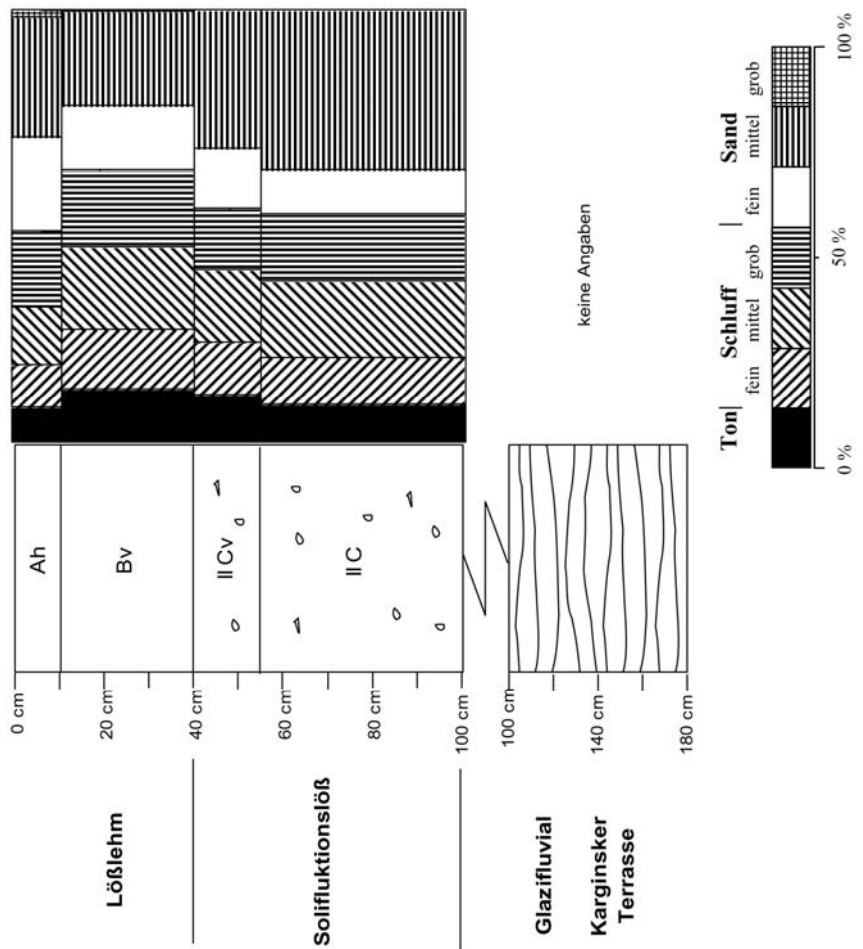 Lößlehm
Solifluktionslöß
Glazifluvial
Karginsker
Terrasse
0 cm
20 cm
40 cm
60 cm
80 cm
100 cm
100 cm
140 cm
180 cm
Ah
Bv
II Cv
II C
keine Angaben
Ton| Schluff | Sand
fein mittel grob fein mittel grob
0 % 50 % 100 %